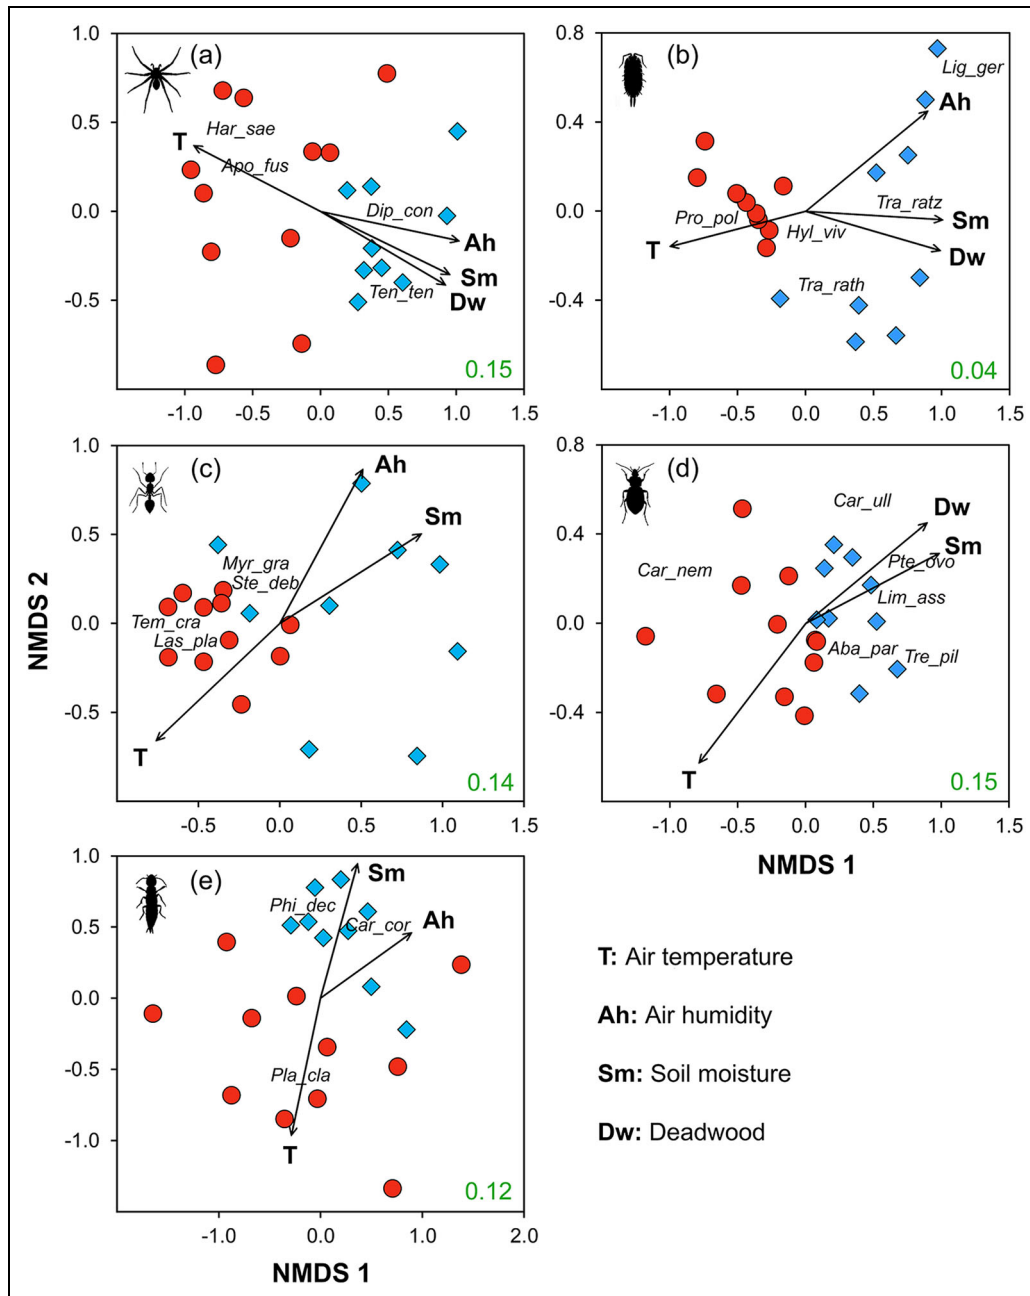 (a)
1.0
0.5
0.0
-0.5
T
Har_sae
Apo_fus
Dip_con
Ah
Sm
Ten_ten
Dw
0.15
-1.0 -0.5 0.0 0.5 1.0 1.5
(b)
0.8
0.4
0.0
-0.4
Lig_ger
Ah
Tra_ratz
Pro_pol
Hyl_viv
Sm
T
Dw
Tra_rath
0.04
-1.0 -0.5 0.0 0.5 1.0 1.5
(c)
1.0
0.5
0.0
-0.5
Ah
Sm
Myr_gra
Ste_deb
Tem_cra
Las_pla
T
0.14
-0.5 0.0 0.5 1.0 1.5
NMDS 2
(d)
0.8
0.4
0.0
-0.4
Car_ull
Dw
Sm
Pte_ovo
Car_nem
Lim_ass
Aba_par
Tre_pil
T
0.15
-1.0 -0.5 0.0 0.5 1.0 1.5
NMDS 1
(e)
1.0
0.5
0.0
-0.5
-1.0
Sm
Phi_dec
Car_cor
Ah
Pla_cla
T
0.12
-1.0 0.0 1.0 2.0
NMDS 1
T: Air temperature
Ah: Air humidity
Sm: Soil moisture
Dw: Deadwood